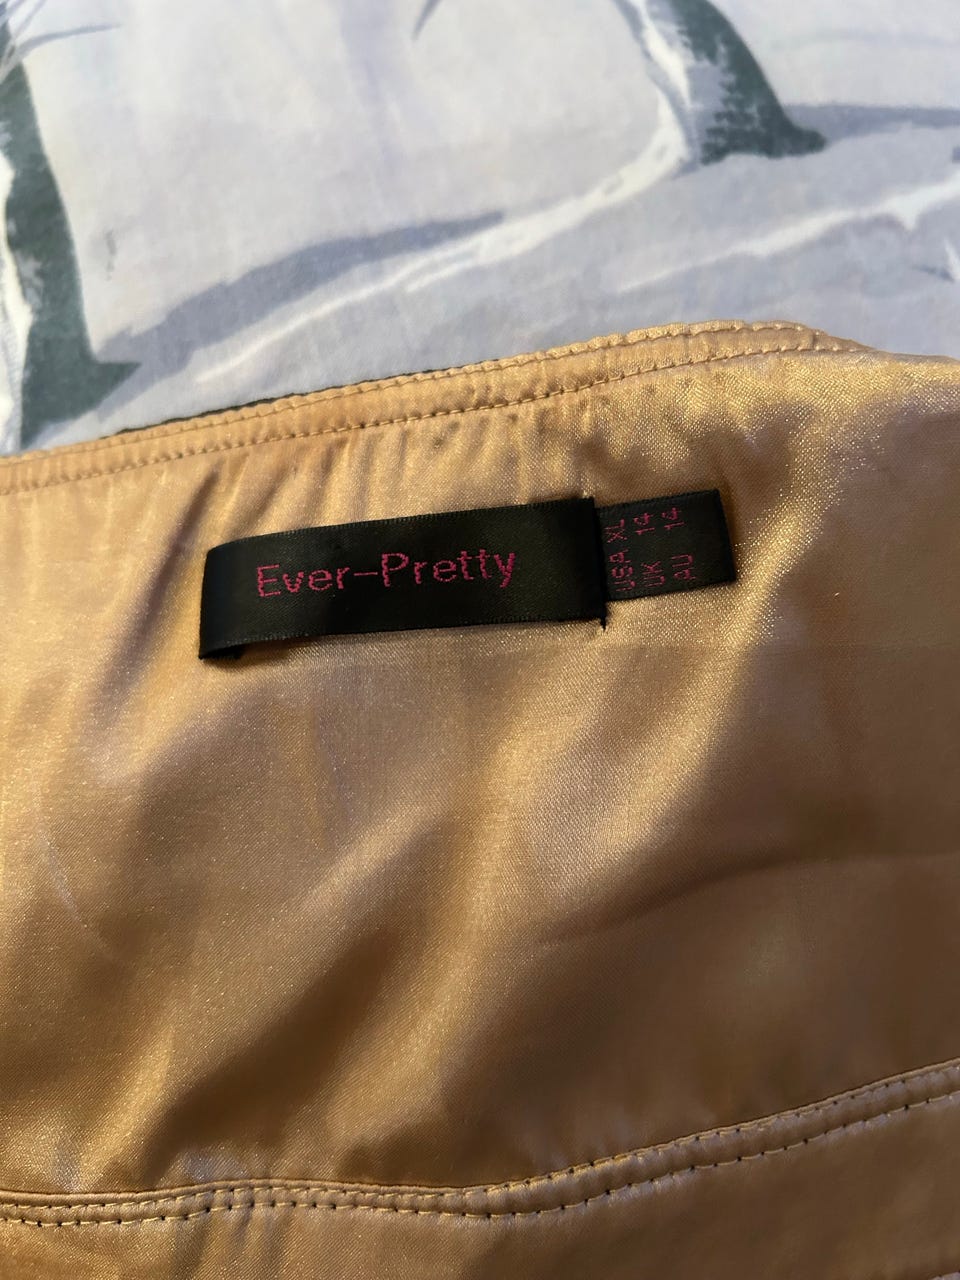 Ever-Pretty
USA XL
UK 14
AU 14